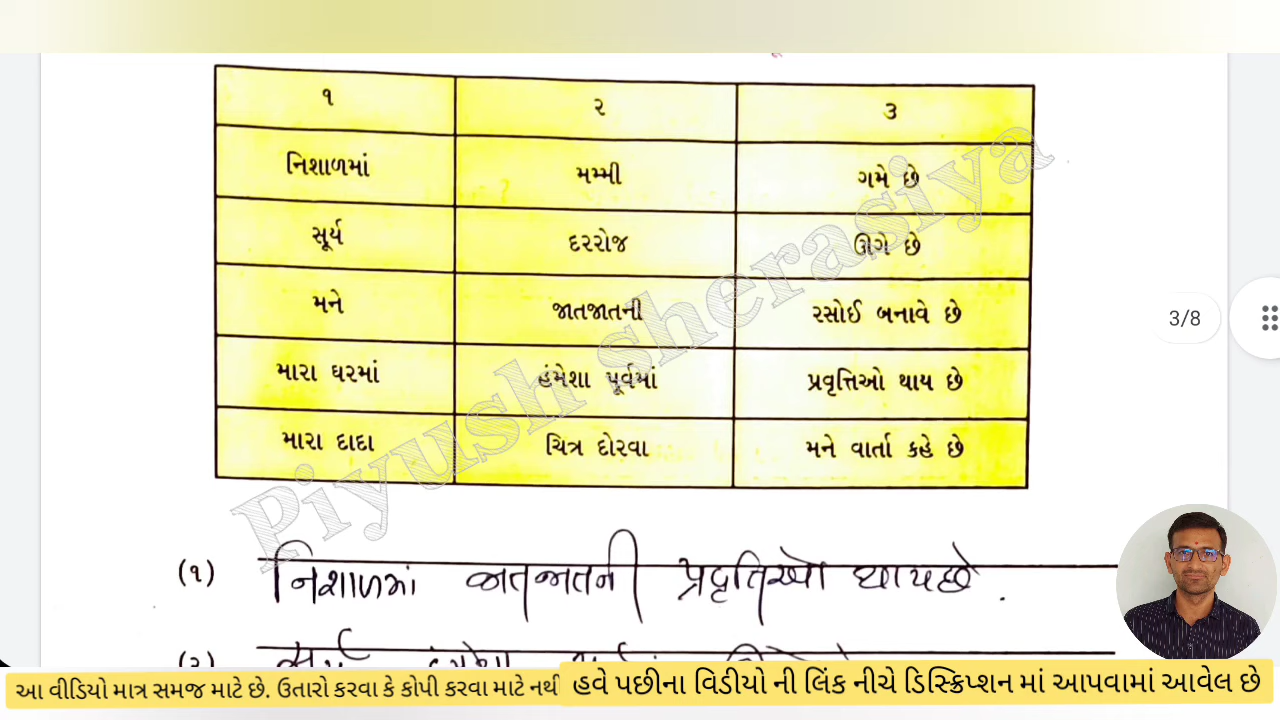 ૧ ૨ ૩
નિશાળમાં મમ્મી ગમે છે
સૂર્ય દરરોજ ઊગે છે
મને જાતજાતની રસોઈ બનાવે છે
મારા ઘરમાં હંમેશા પૂર્વમાં પ્રવૃત્તિઓ થાય છે
મારા દાદા ચિત્ર દોરવા મને વાર્તા કહે છે
Piyush sherasiya
3/8
(૧) નિશાળમાં જાતજાતની પ્રવૃતિઓ થાય છે.
આ વીડિયો માત્ર સમજ માટે છે. ઉતારો કરવા કે કોપી કરવા માટે નથી
હવે પછીના વિડીયો ની લિંક નીચે ડિસ્ક્રિપ્શન માં આપવામાં આવેલ છે